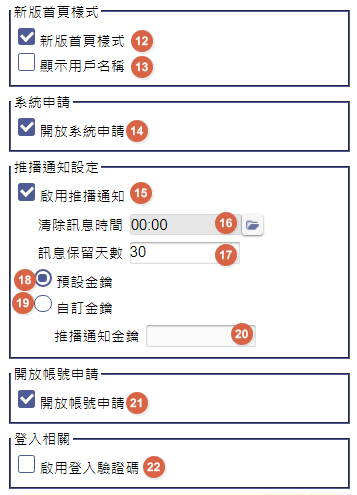 新版首頁樣式
新版首頁樣式 12
顯示用戶名稱 13
系統申請
開放系統申請 14
推播通知設定
啟用推播通知 15
清除訊息時間 00:00 16
訊息保留天數 30 17
18 預設金鑰
19 自訂金鑰
推播通知金鑰 20
開放帳號申請
開放帳號申請 21
登入相關
啟用登入驗證碼 22